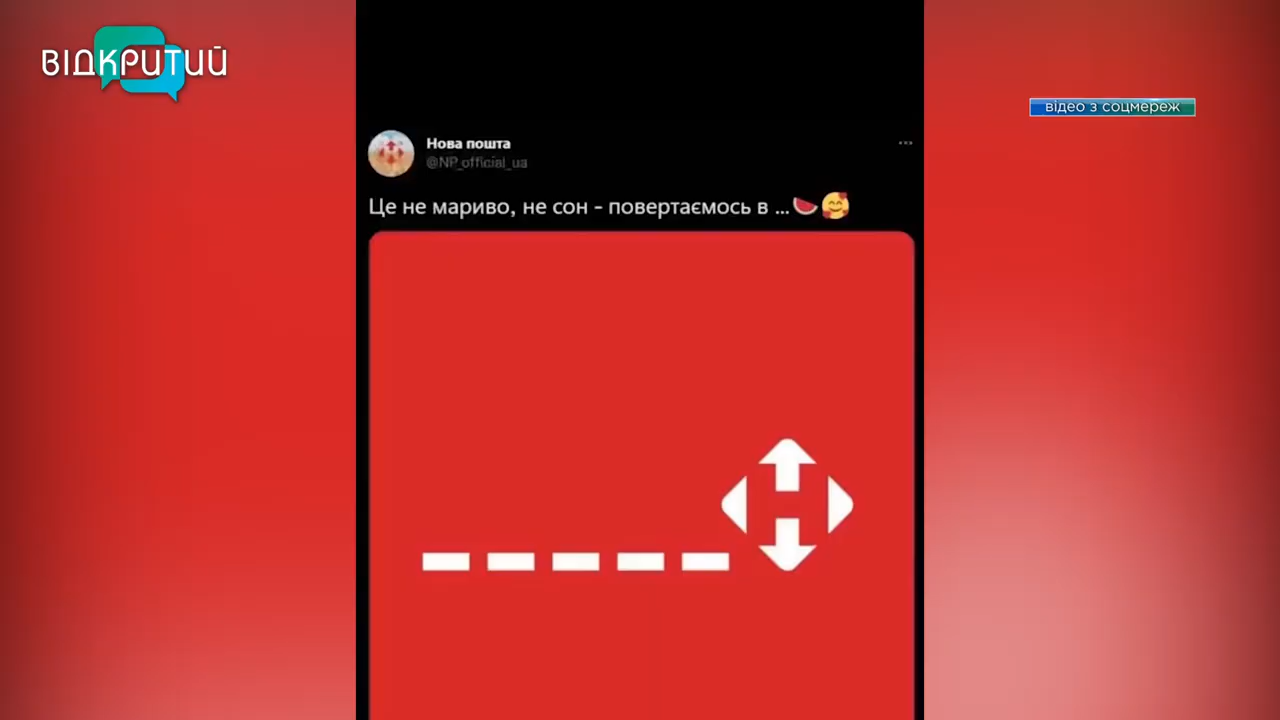 ВІДКРИТИЙ
відео з соцмереж
Нова пошта
@NP_official_ua
Це не мариво, не сон - повертаємось в ...🍉🥰